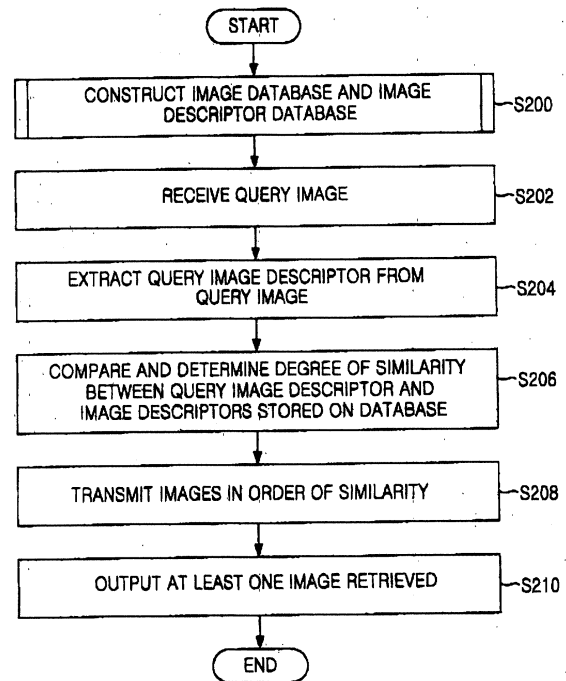 START
CONSTRUCT IMAGE DATABASE AND IMAGE
DESCRIPTOR DATABASE
S200
RECEIVE QUERY IMAGE
S202
EXTRACT QUERY IMAGE DESCRIPTOR FROM
QUERY IMAGE
S204
COMPARE AND DETERMINE DEGREE OF SIMILARITY
BETWEEN QUERY IMAGE DESCRIPTOR AND
IMAGE DESCRIPTORS STORED ON DATABASE
S206
TRANSMIT IMAGES IN ORDER OF SIMILARITY
S208
OUTPUT AT LEAST ONE IMAGE RETRIEVED
S210
END